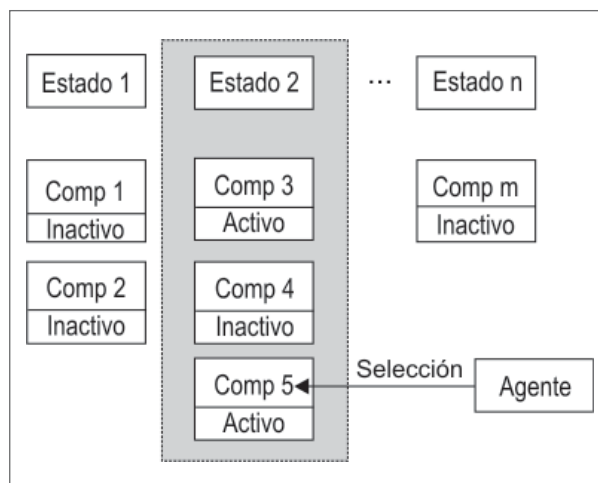 Estado 1
Estado 2
...
Estado n
Comp 1
Inactivo
Comp 3
Activo
Comp m
Inactivo
Comp 2
Inactivo
Comp 4
Inactivo
Comp 5
Activo
Selección
Agente